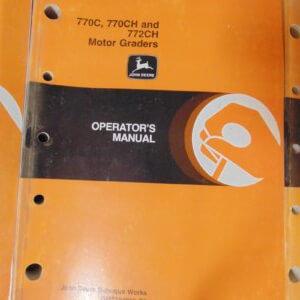 770C, 770CH and
772CH
Motor Graders
JOHN DEERE
OPERATOR'S
MANUAL
John Deere Dubuque Works